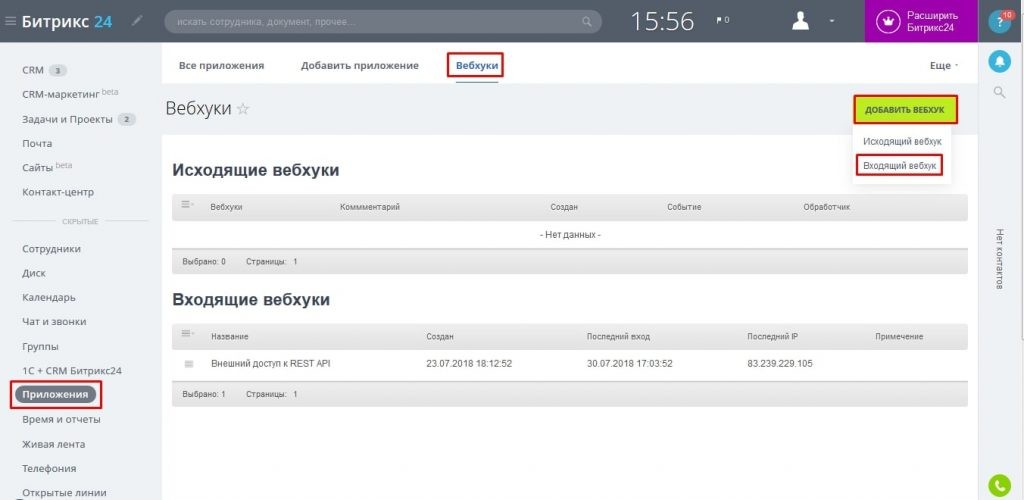 Битрикс 24
искать сотрудника, документ, прочее...
15:56
0
Расширить
Битрикс24
?
10
CRM 3
CRM-маркетинг beta
Задачи и Проекты 2
Почта
Сайты beta
Контакт-центр
СКРЫТЫЕ
Сотрудники
Диск
Календарь
Чат и звонки
Группы
1С + CRM Битрикс24
Приложения
Время и отчеты
Живая лента
Телефония
Открытые линии
Все приложения Добавить приложение Вебхуки Еще
Вебхуки
ДОБАВИТЬ ВЕБХУК
Исходящий вебхук
Входящий вебхук
Исходящие вебхуки
Вебхуки Коммментарий Создан Событие Обработчик
- Нет данных -
Выбрано: 0 Страницы: 1
Входящие вебхуки
Название Создан Последний вход Последний IP Примечение
Внешний доступ к REST API 23.07.2018 18:12:52 30.07.2018 17:03:52 83.239.229.105
Выбрано: 1 Страницы: 1
Нет контактов